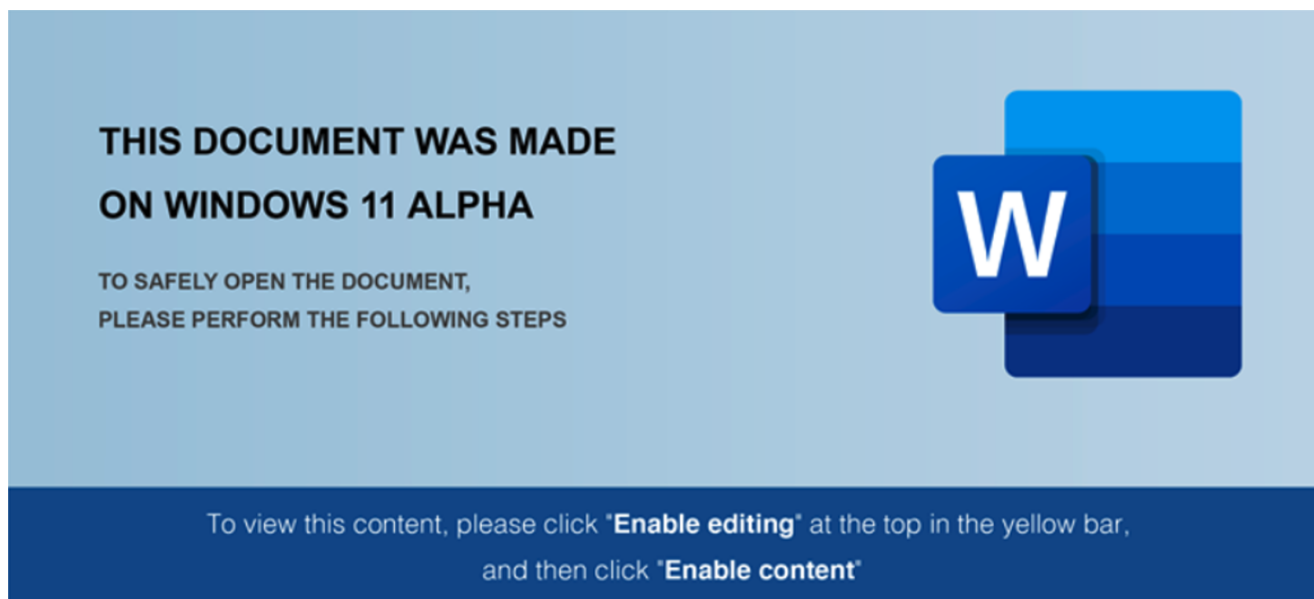 THIS DOCUMENT WAS MADE
ON WINDOWS 11 ALPHA
TO SAFELY OPEN THE DOCUMENT,
PLEASE PERFORM THE FOLLOWING STEPS
W
To view this content, please click "Enable editing" at the top in the yellow bar,
and then click "Enable content"